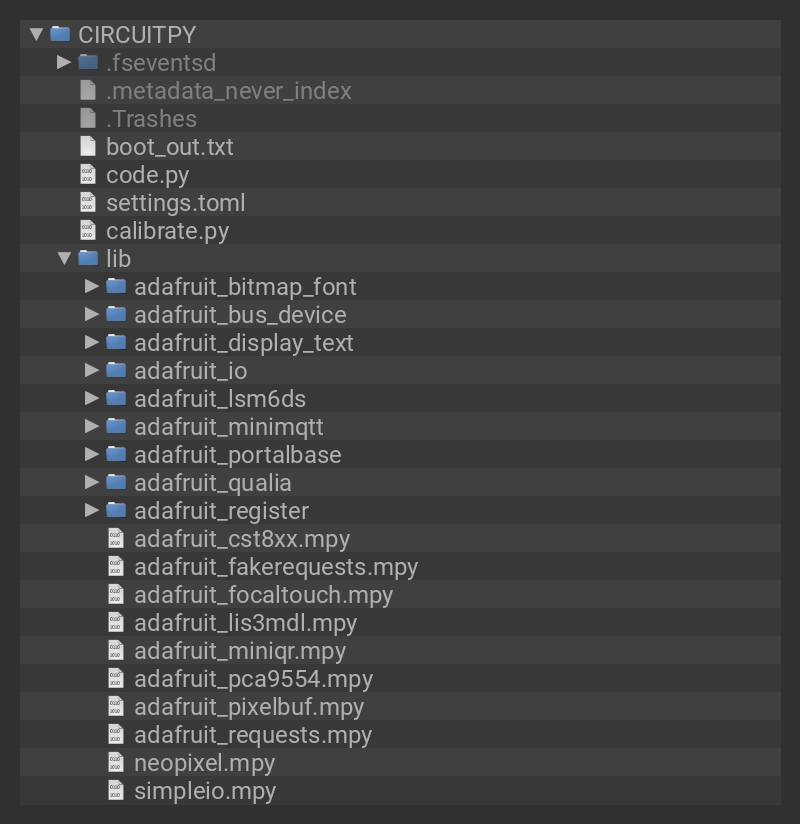 CIRCUITPY
.fseventsd
.metadata_never_index
.Trashes
boot_out.txt
code.py
settings.toml
calibrate.py
lib
adafruit_bitmap_font
adafruit_bus_device
adafruit_display_text
adafruit_io
adafruit_lsm6ds
adafruit_minimqtt
adafruit_portalbase
adafruit_qualia
adafruit_register
adafruit_cst8xx.mpy
adafruit_fakerequests.mpy
adafruit_focaltouch.mpy
adafruit_lis3mdl.mpy
adafruit_miniqr.mpy
adafruit_pca9554.mpy
adafruit_pixelbuf.mpy
adafruit_requests.mpy
neopixel.mpy
simpleio.mpy